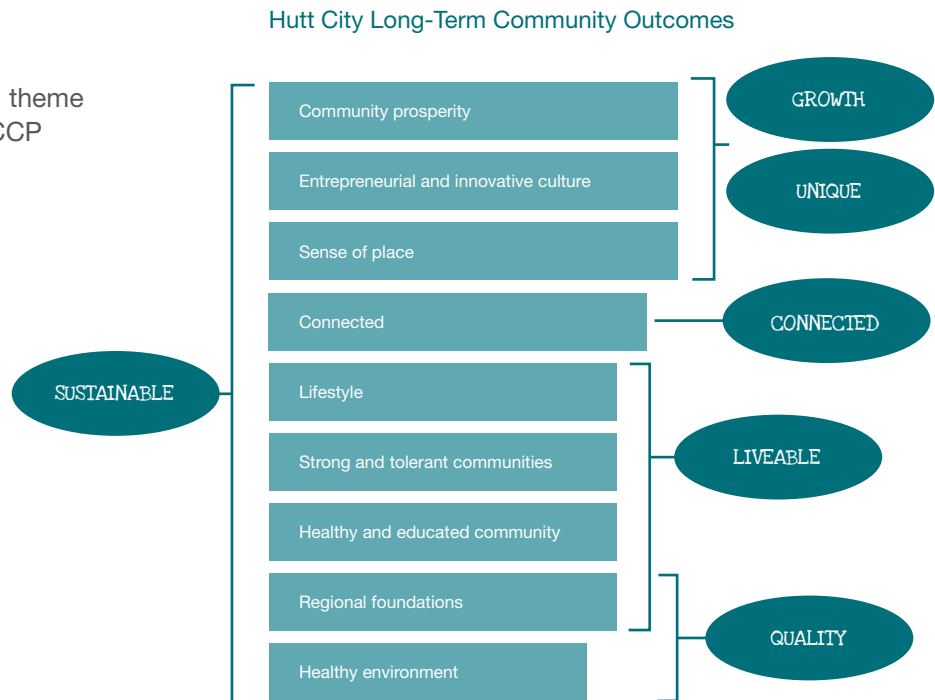 Hutt City Long-Term Community Outcomes
theme
CCP
Community prosperity
Entrepreneurial and innovative culture
Sense of place
Connected
Lifestyle
Strong and tolerant communities
Healthy and educated community
Regional foundations
Healthy environment
SUSTAINABLE
GROWTH
UNIQUE
CONNECTED
LIVEABLE
QUALITY